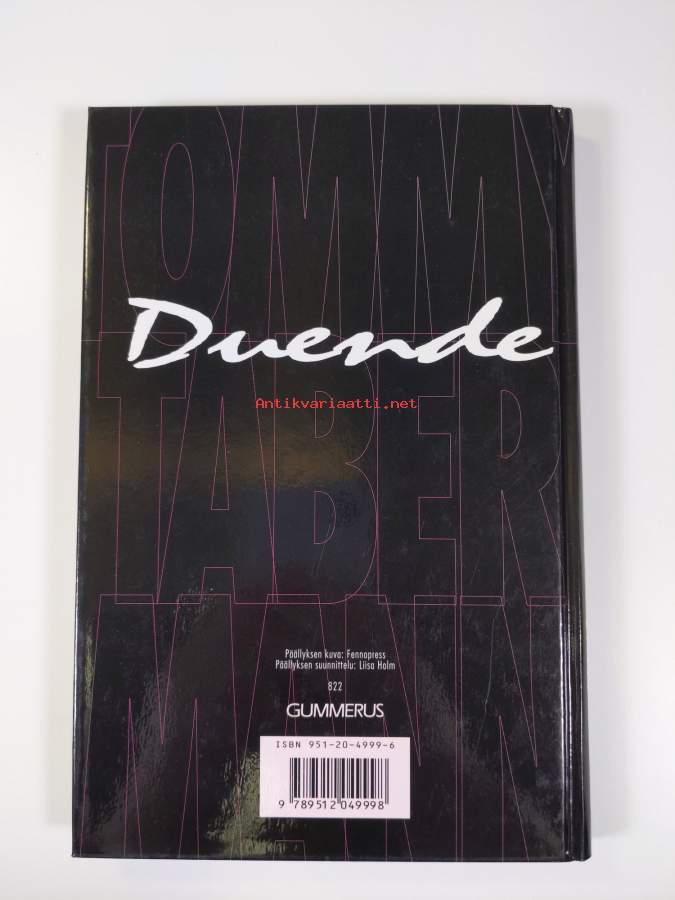 TOMMY
Duende
TABER
Antikvariaatti.net
MANN
Päällyksen kuva: Fennapress
Päällyksen suunnittelu: Liisa Holm
822
GUMMERUS
ISBN 951-20-4999-6
9 789512 049998